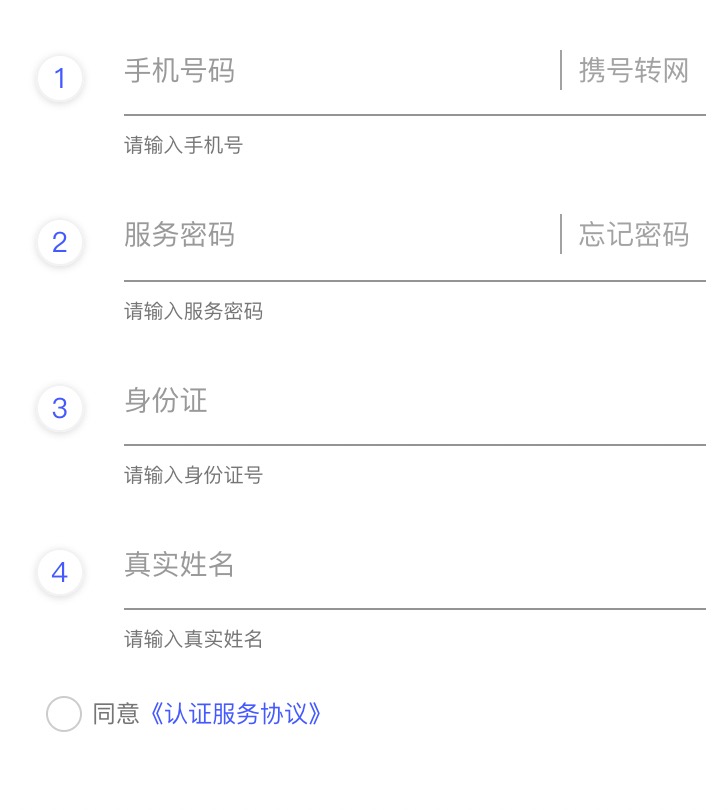 1 手机号码 携号转网
请输入手机号
2 服务密码 忘记密码
请输入服务密码
3 身份证
请输入身份证号
4 真实姓名
请输入真实姓名
同意《认证服务协议》